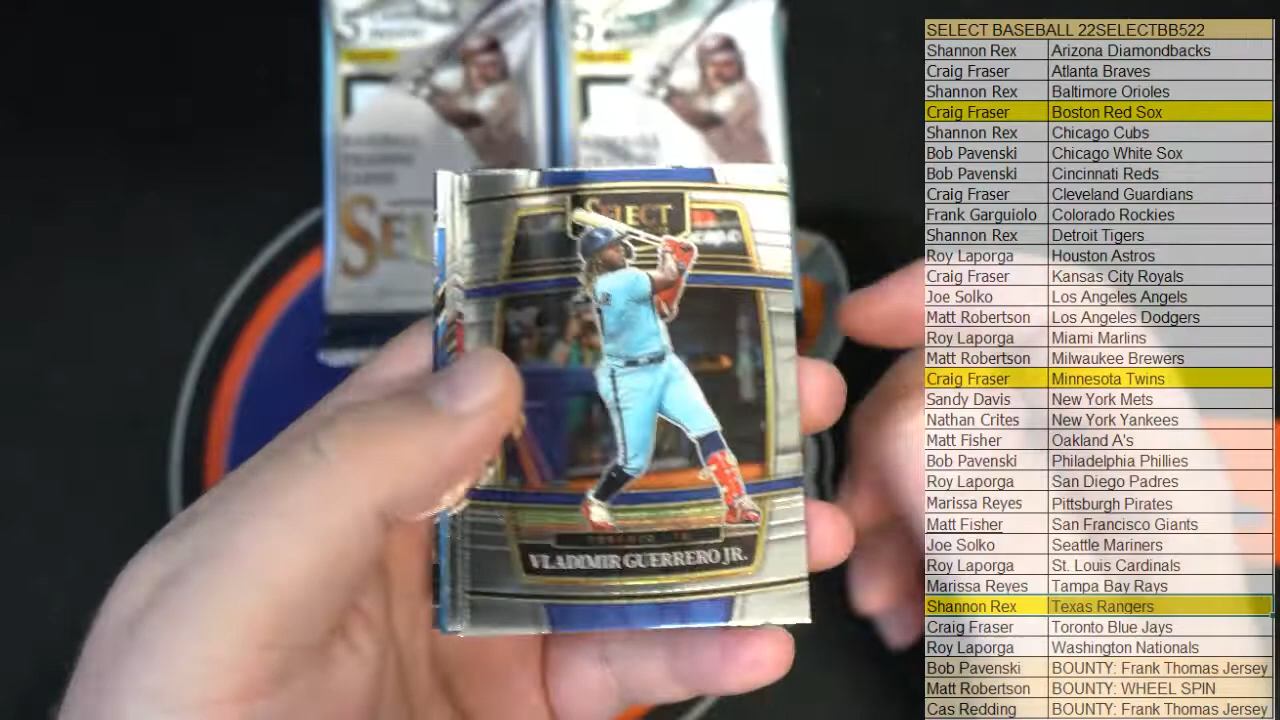 5
5
SELECT
VLADIMIR GUERRERO JR.
SELECT BASEBALL 22SELECTBB522
Shannon Rex Arizona Diamondbacks
Craig Fraser Atlanta Braves
Shannon Rex Baltimore Orioles
Craig Fraser Boston Red Sox
Shannon Rex Chicago Cubs
Bob Pavenski Chicago White Sox
Bob Pavenski Cincinnati Reds
Craig Fraser Cleveland Guardians
Frank Garguiolo Colorado Rockies
Shannon Rex Detroit Tigers
Roy Laporga Houston Astros
Craig Fraser Kansas City Royals
Joe Solko Los Angeles Angels
Matt Robertson Los Angeles Dodgers
Roy Laporga Miami Marlins
Matt Robertson Milwaukee Brewers
Craig Fraser Minnesota Twins
Sandy Davis New York Mets
Nathan Crites New York Yankees
Matt Fisher Oakland A's
Bob Pavenski Philadelphia Phillies
Roy Laporga San Diego Padres
Marissa Reyes Pittsburgh Pirates
Matt Fisher San Francisco Giants
Joe Solko Seattle Mariners
Roy Laporga St. Louis Cardinals
Marissa Reyes Tampa Bay Rays
Shannon Rex Texas Rangers
Craig Fraser Toronto Blue Jays
Roy Laporga Washington Nationals
Bob Pavenski BOUNTY: Frank Thomas Jersey
Matt Robertson BOUNTY: WHEEL SPIN
Cas Redding BOUNTY: Frank Thomas Jersey